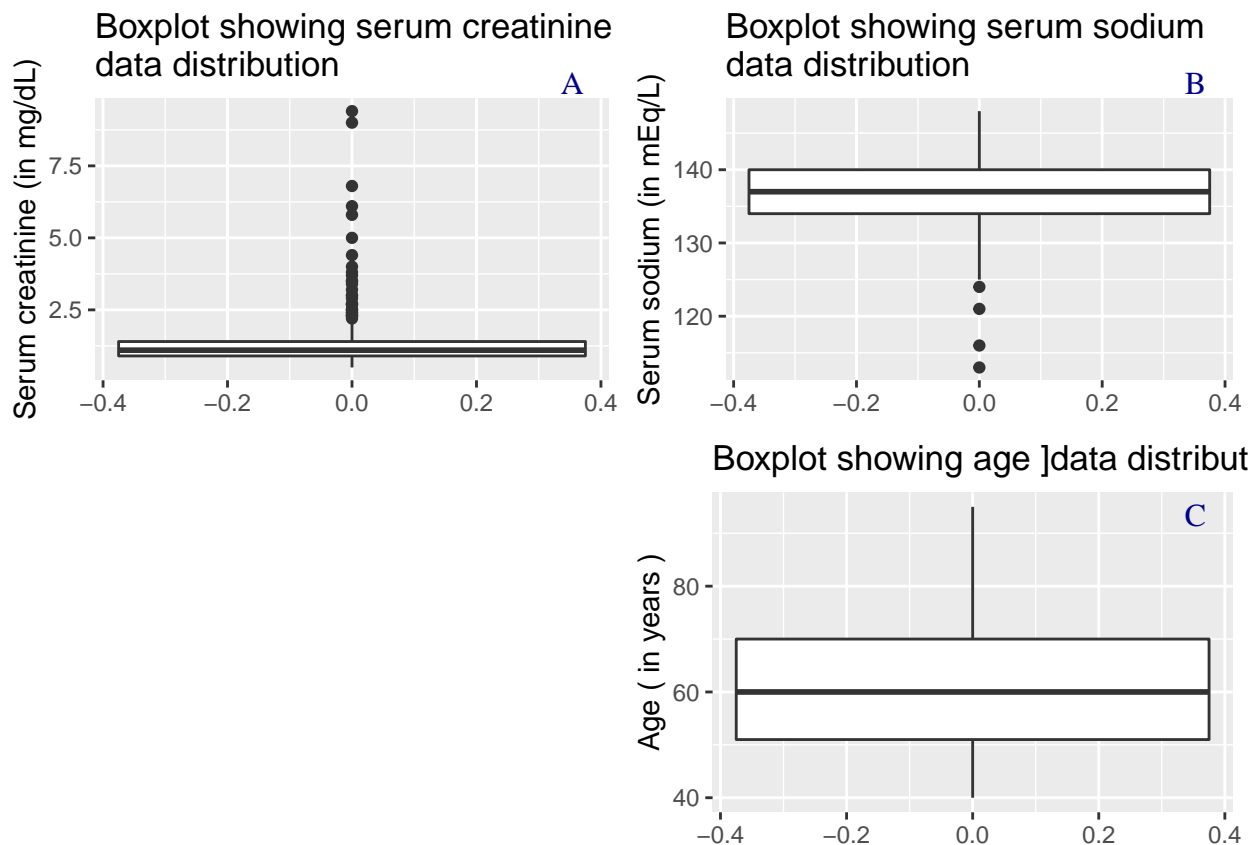 Boxplot showing serum creatinine
data distribution
A
Serum creatinine (in mg/dL)
7.5
5.0
2.5
−0.4 −0.2 0.0 0.2 0.4
Boxplot showing serum sodium
data distribution
B
Serum sodium (in mEq/L)
140
130
120
−0.4 −0.2 0.0 0.2 0.4
Boxplot showing age ]data distribut
C
Age ( in years )
80
60
40
−0.4 −0.2 0.0 0.2 0.4